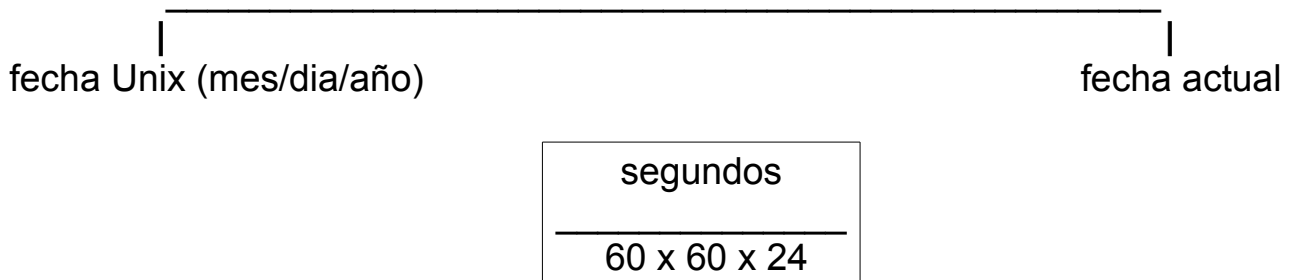 fecha Unix (mes/dia/año) fecha actual
segundos
60 x 60 x 24